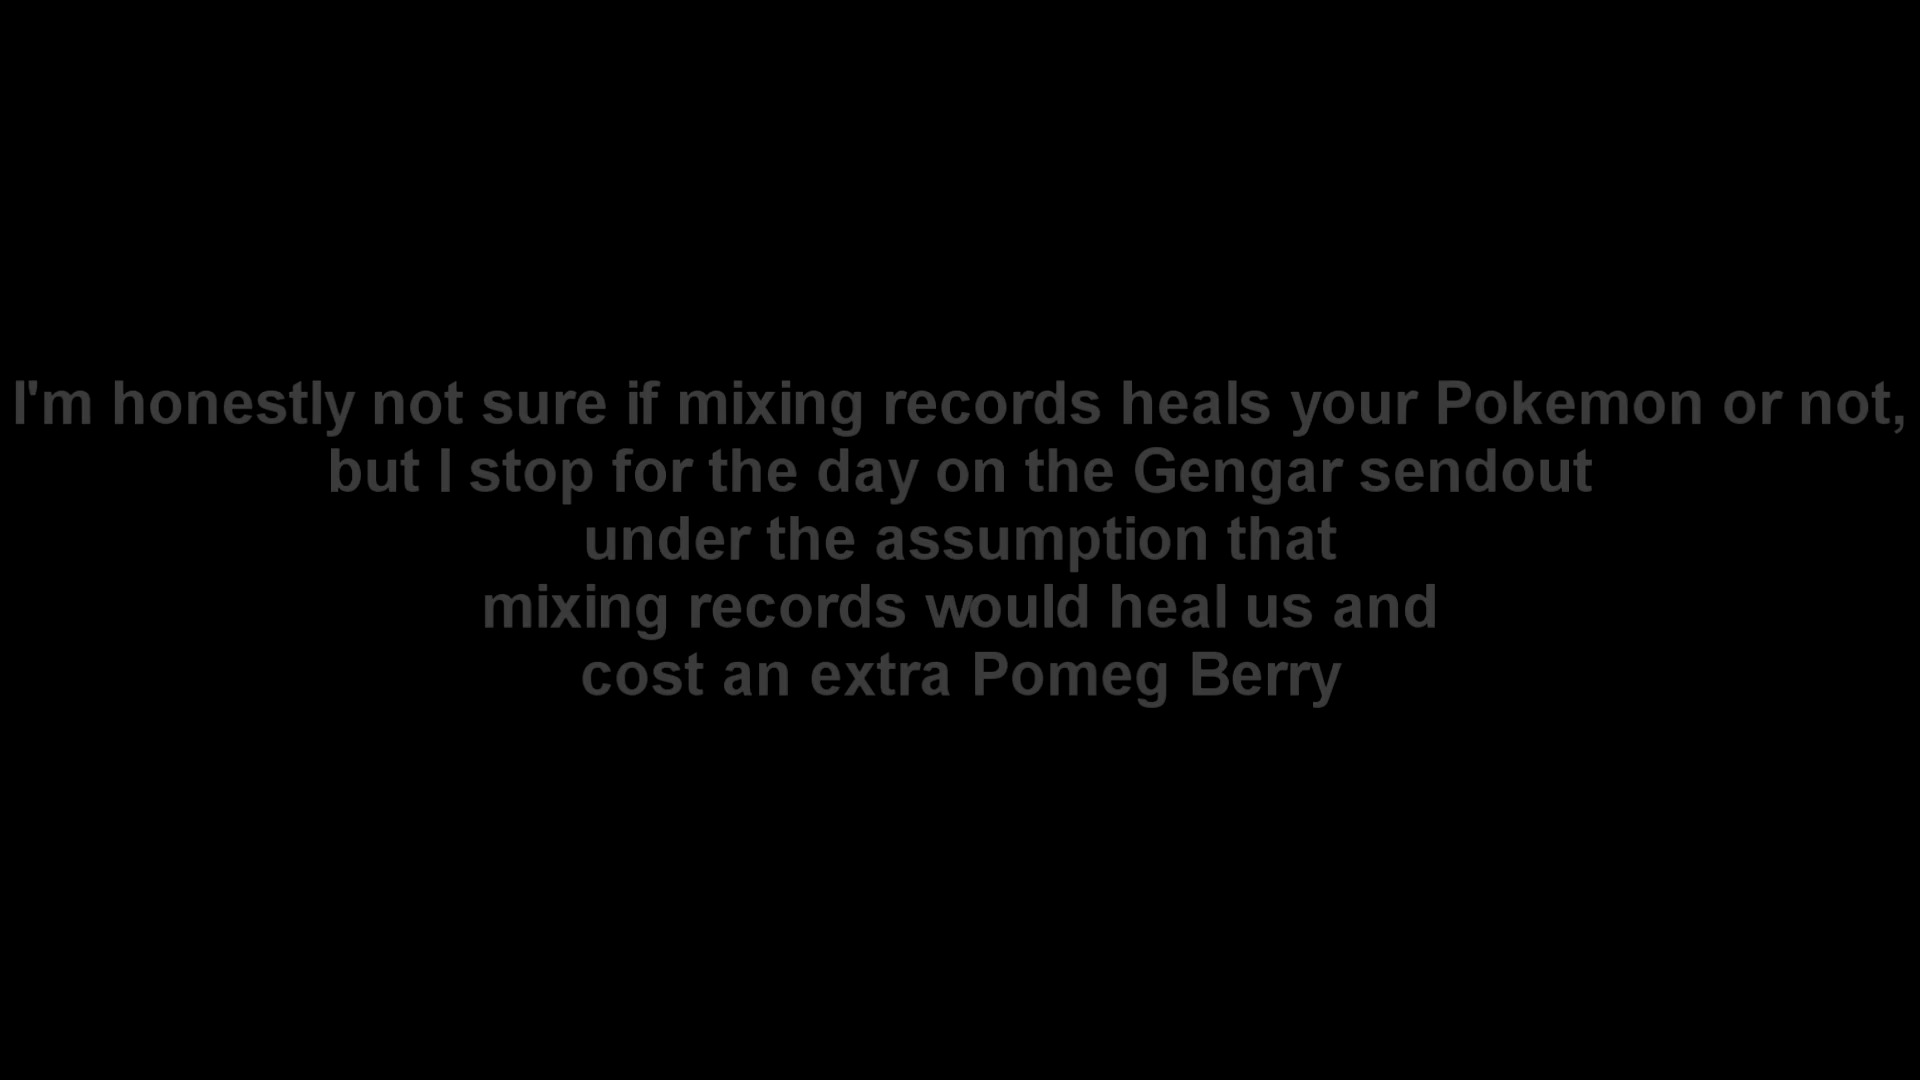 I'm honestly not sure if mixing records heals your Pokemon or not,
but I stop for the day on the Gengar sendout
under the assumption that
mixing records would heal us and
cost an extra Pomeg Berry